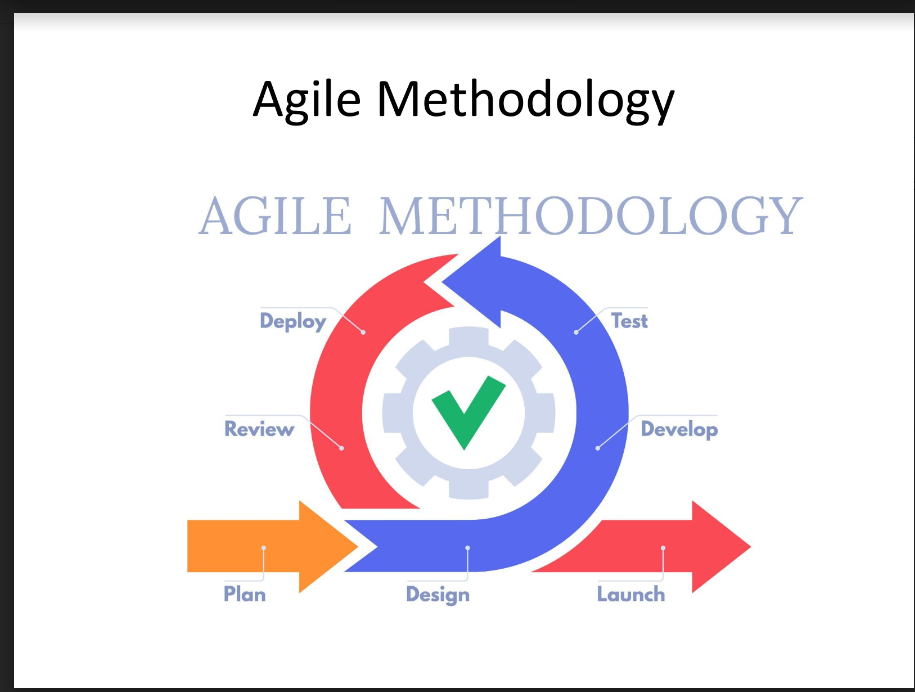 Agile Methodology
AGILE METHODOLOGY
Deploy
Test
Review
Develop
Plan
Design
Launch